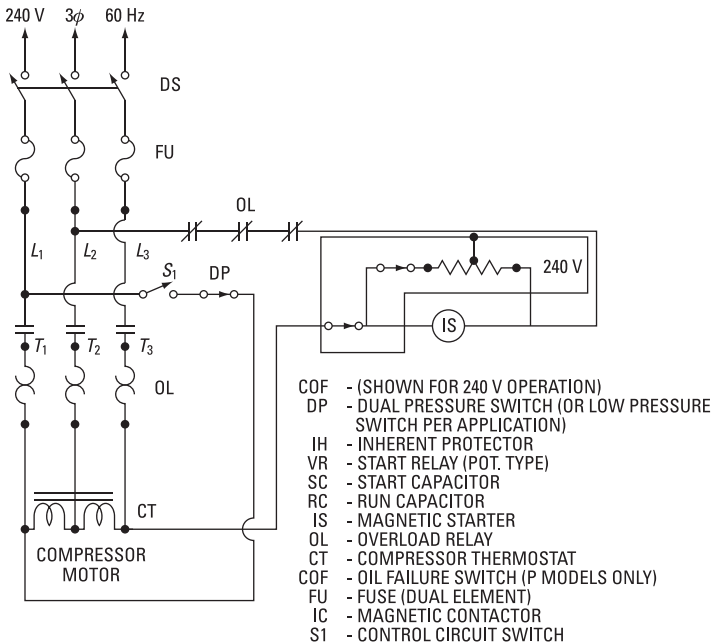 240 V 3ϕ 60 Hz
DS
FU
OL
L1 L2 L3
S1 DP
240 V
IS
T1 T2 T3
OL
CT
COMPRESSOR
MOTOR
COF - (SHOWN FOR 240 V OPERATION)
DP - DUAL PRESSURE SWITCH (OR LOW PRESSURE
SWITCH PER APPLICATION)
IH - INHERENT PROTECTOR
VR - START RELAY (POT. TYPE)
SC - START CAPACITOR
RC - RUN CAPACITOR
IS - MAGNETIC STARTER
OL - OVERLOAD RELAY
CT - COMPRESSOR THERMOSTAT
COF - OIL FAILURE SWITCH (P MODELS ONLY)
FU - FUSE (DUAL ELEMENT)
IC - MAGNETIC CONTACTOR
S1 - CONTROL CIRCUIT SWITCH